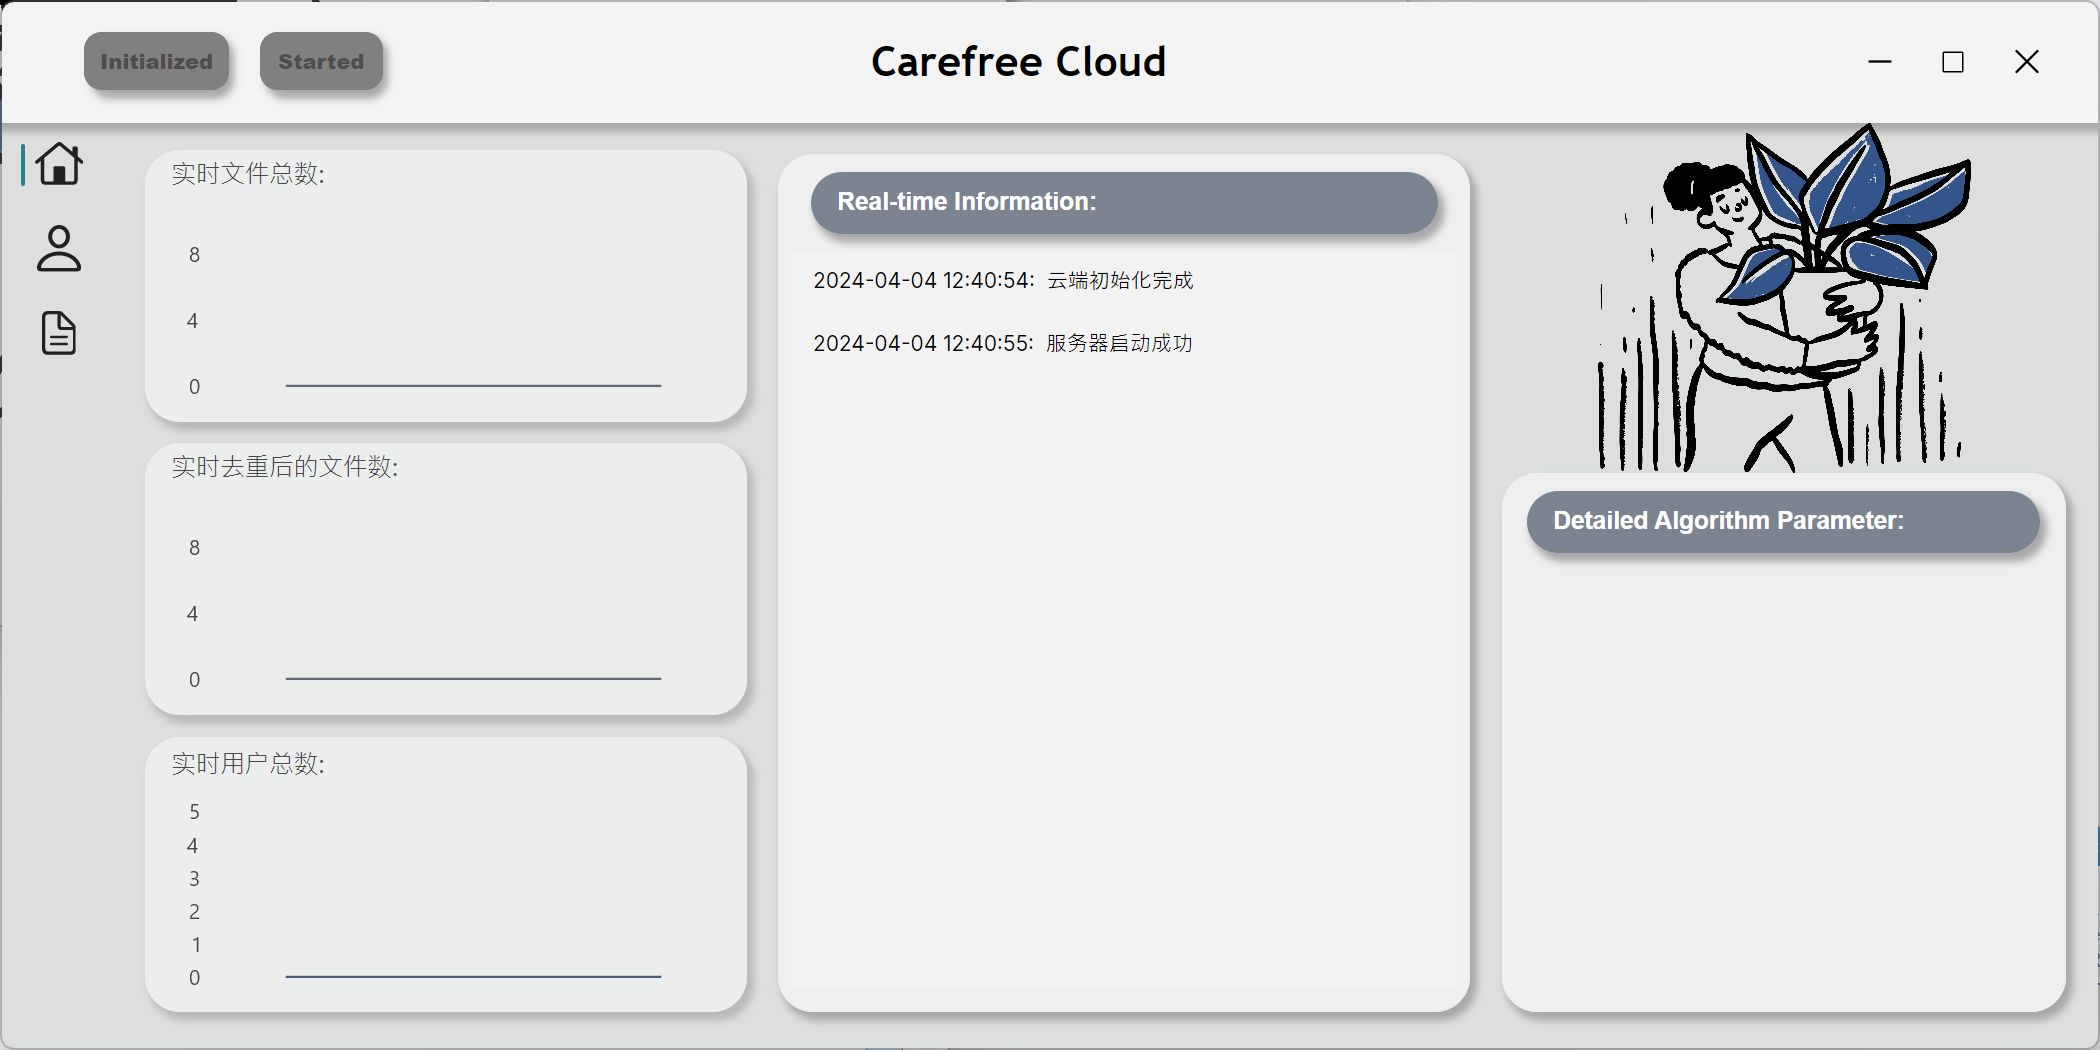 Initialized
Started
Carefree Cloud
实时文件总数:
8
4
0
实时去重后的文件数:
8
4
0
实时用户总数:
5
4
3
2
1
0
Real-time Information:
2024-04-04 12:40:54: 云端初始化完成
2024-04-04 12:40:55: 服务器启动成功
Detailed Algorithm Parameter: